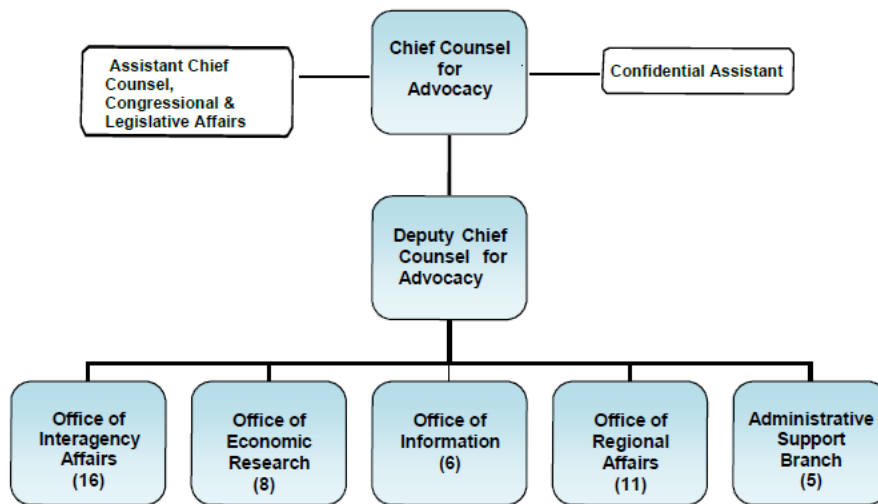 Chief Counsel
for
Advocacy
Assistant Chief
Counsel,
Congressional &
Legislative Affairs
Confidential Assistant
Deputy Chief
Counsel for
Advocacy
Office of
Interagency
Affairs
(16)
Office of
Economic
Research
(8)
Office of
Information
(6)
Office of
Regional
Affairs
(11)
Administrative
Support
Branch
(5)